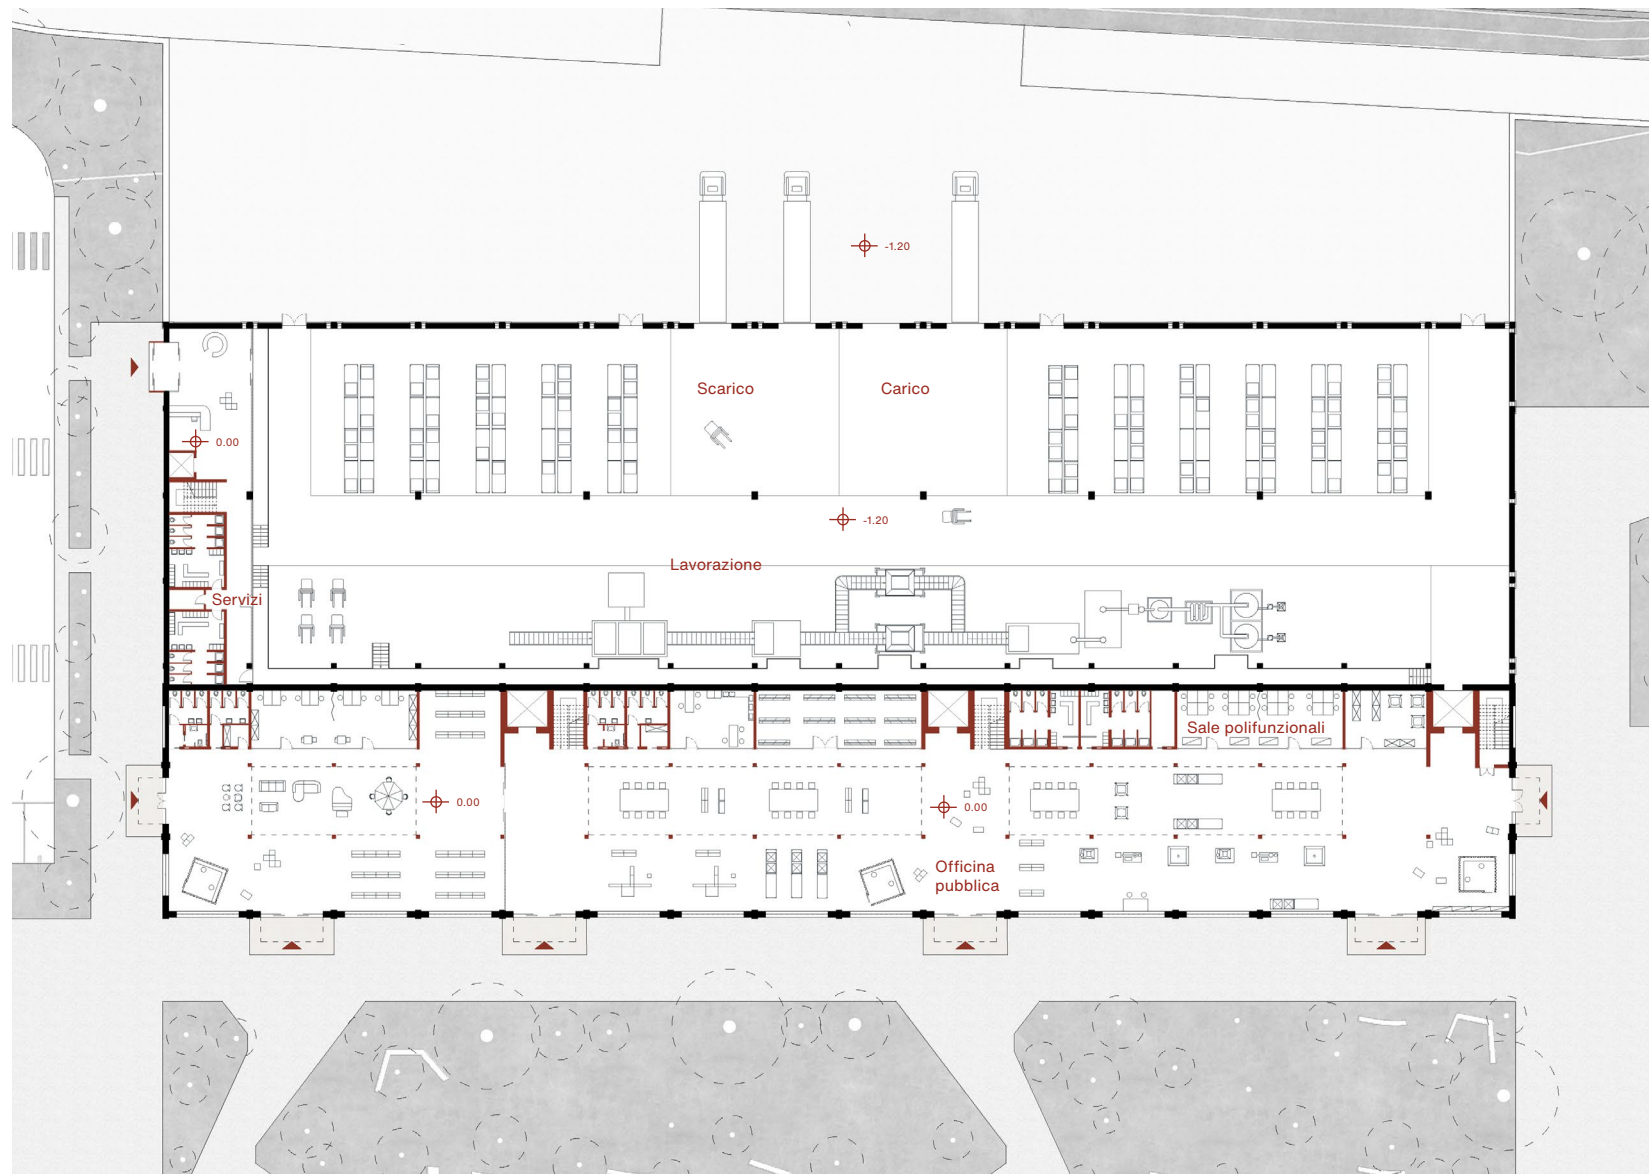 -1.20
Scarico
Carico
0.00
-1.20
Lavorazione
Servizi
Sale polifunzionali
0.00
0.00
Officina
pubblica